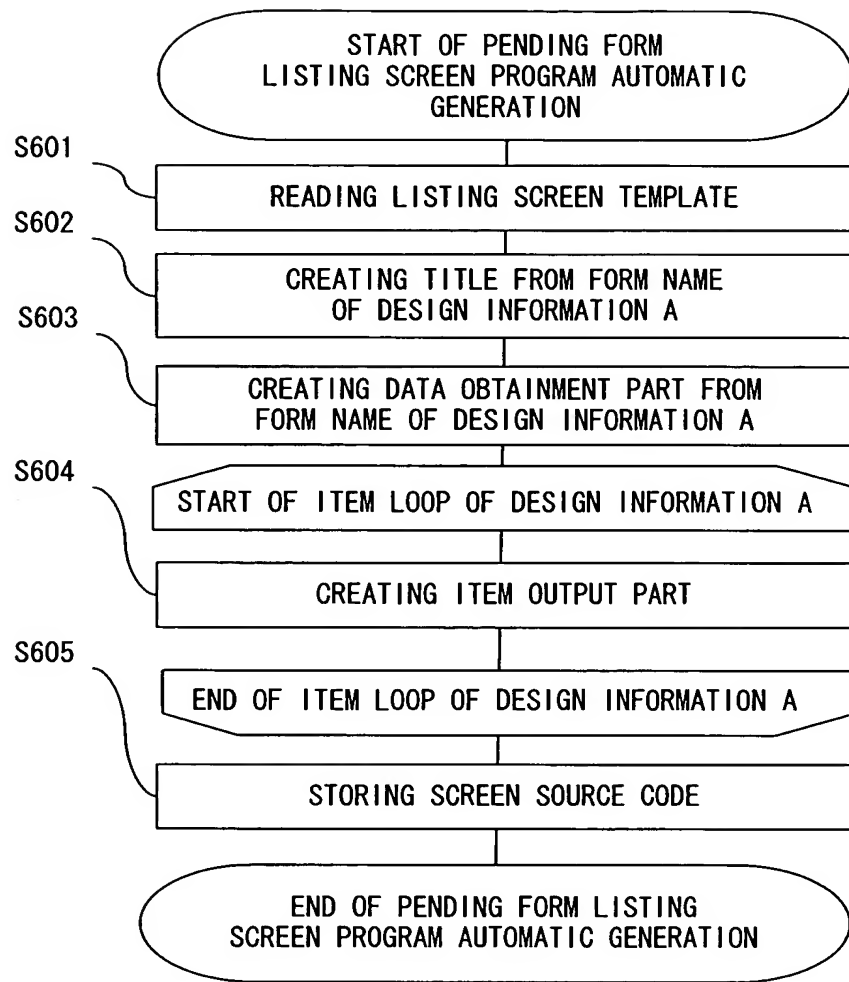 START OF PENDING FORM
LISTING SCREEN PROGRAM AUTOMATIC
GENERATION
S601
READING LISTING SCREEN TEMPLATE
S602
CREATING TITLE FROM FORM NAME
OF DESIGN INFORMATION A
S603
CREATING DATA OBTAINMENT PART FROM
FORM NAME OF DESIGN INFORMATION A
S604
START OF ITEM LOOP OF DESIGN INFORMATION A
CREATING ITEM OUTPUT PART
S605
END OF ITEM LOOP OF DESIGN INFORMATION A
STORING SCREEN SOURCE CODE
END OF PENDING FORM LISTING
SCREEN PROGRAM AUTOMATIC GENERATION